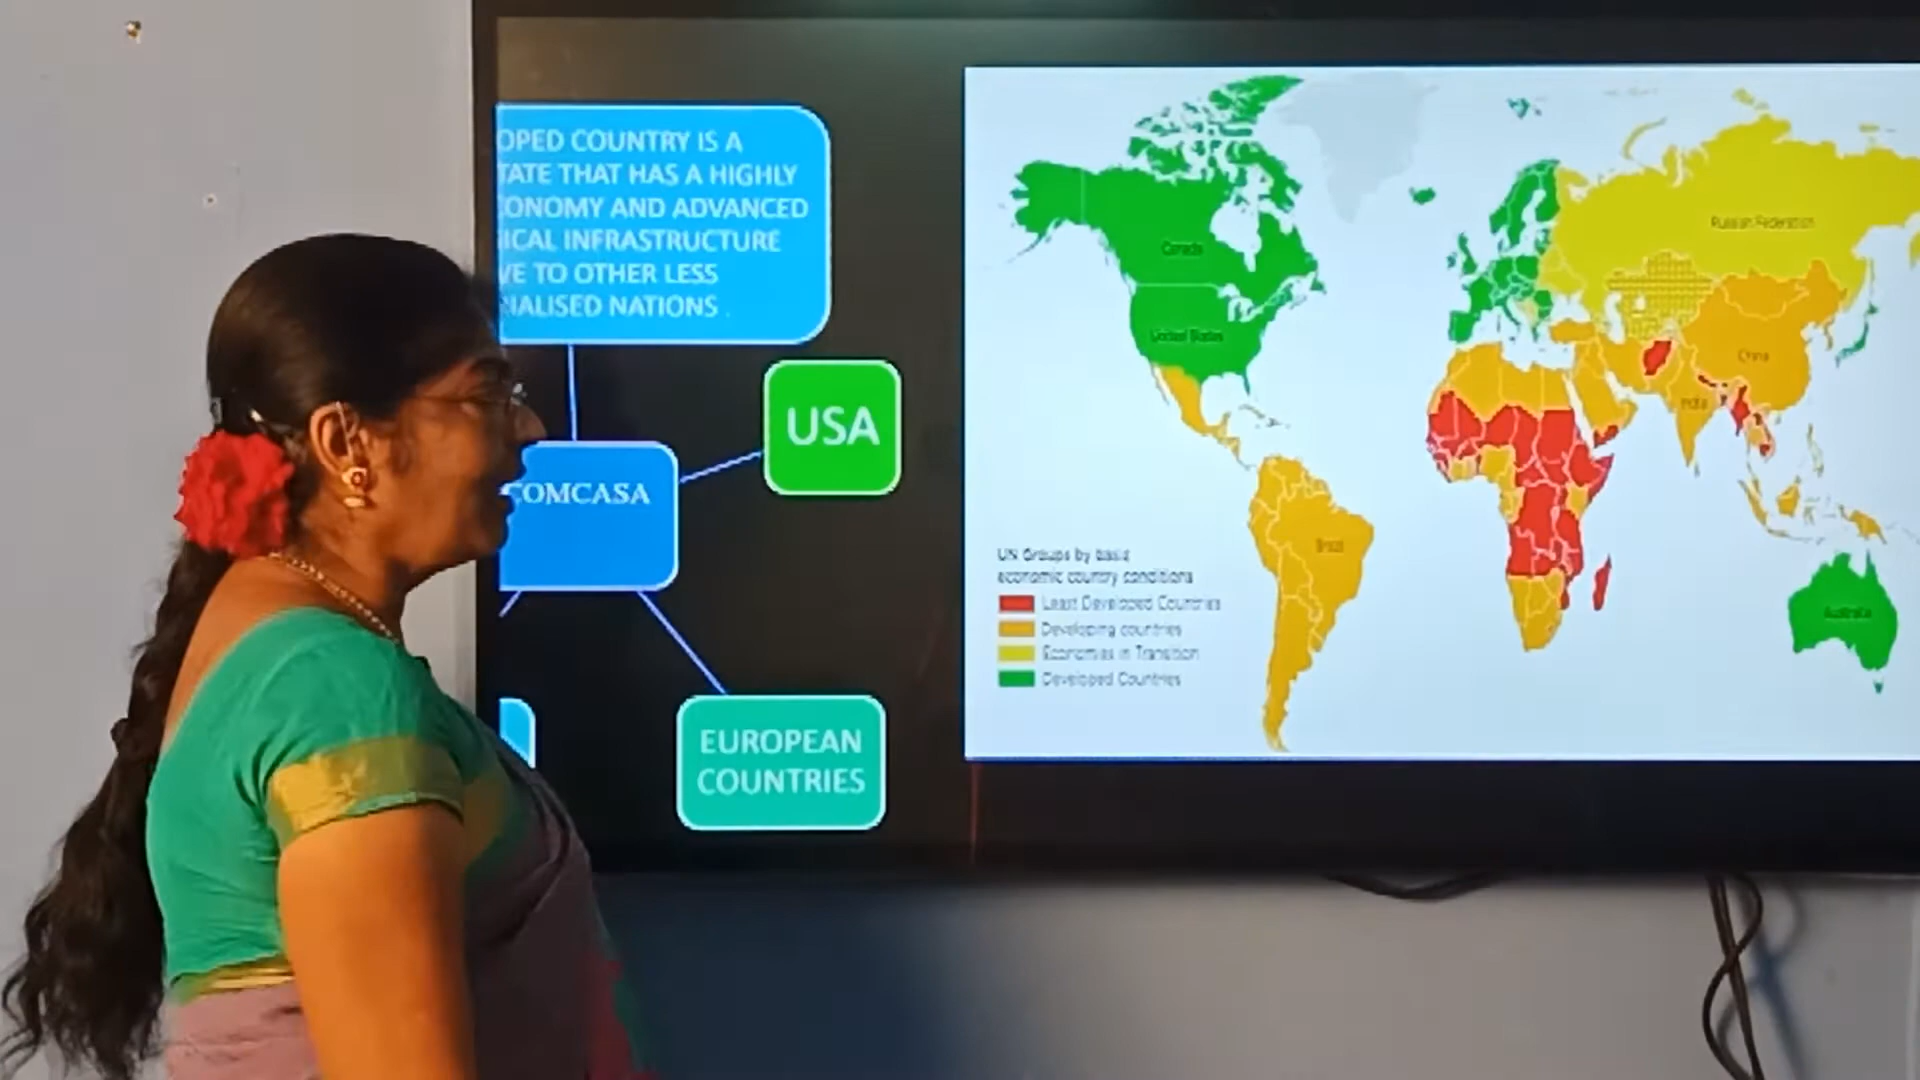 OPED COUNTRY IS A
TATE THAT HAS A HIGHLY
ONOMY AND ADVANCED
ICAL INFRASTRUCTURE
VE TO OTHER LESS
IALISED NATIONS .
USA
COMCASA
EUROPEAN
COUNTRIES
Canada
United States
Russian Federation
China
India
Brazil
Australia
UN Groups by basic
economic country conditions
Least Developed Countries
Developing countries
Economies in Transition
Developed Countries